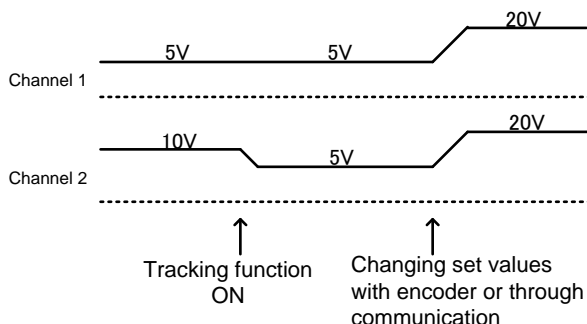 20V
5V
5V
Channel 1
20V
10V
5V
Channel 2
Tracking function
ON
Changing set values
with encoder or through
communication